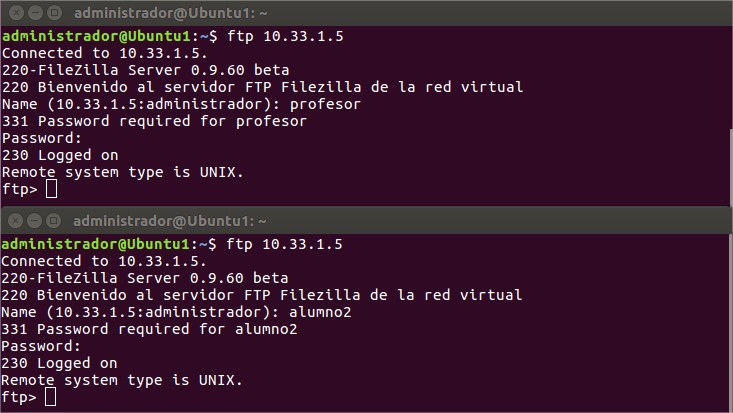 administrador@Ubuntu1: ~
administrador@Ubuntu1:~$ ftp 10.33.1.5
Connected to 10.33.1.5.
220-FileZilla Server 0.9.60 beta
220 Bienvenido al servidor FTP Filezilla de la red virtual
Name (10.33.1.5:administrador): profesor
331 Password required for profesor
Password:
230 Logged on
Remote system type is UNIX.
ftp>
administrador@Ubuntu1: ~
administrador@Ubuntu1:~$ ftp 10.33.1.5
Connected to 10.33.1.5.
220-FileZilla Server 0.9.60 beta
220 Bienvenido al servidor FTP Filezilla de la red virtual
Name (10.33.1.5:administrador): alumno2
331 Password required for alumno2
Password:
230 Logged on
Remote system type is UNIX.
ftp>